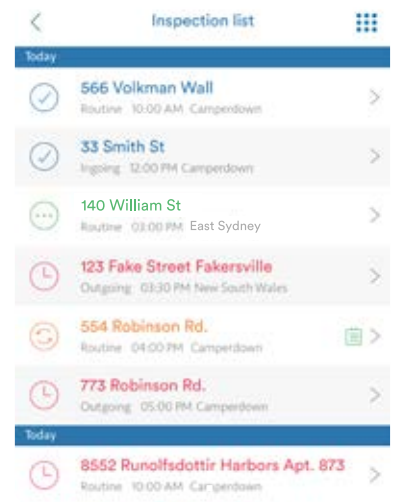 Inspection list
Today
566 Volkman Wall
Routine 10:00 AM Camperdown
33 Smith St
Ingoing 12:00 PM Camperdown
140 William St
Routine 03:00 PM East Sydney
123 Fake Street Fakersville
Outgoing 03:30 PM New South Wales
554 Robinson Rd.
Routine 04:00 PM Camperdown
773 Robinson Rd.
Outgoing 05:00 PM Camperdown
Today
8552 Runolfsdottir Harbors Apt. 873
Routine 10:00 AM Camperdown